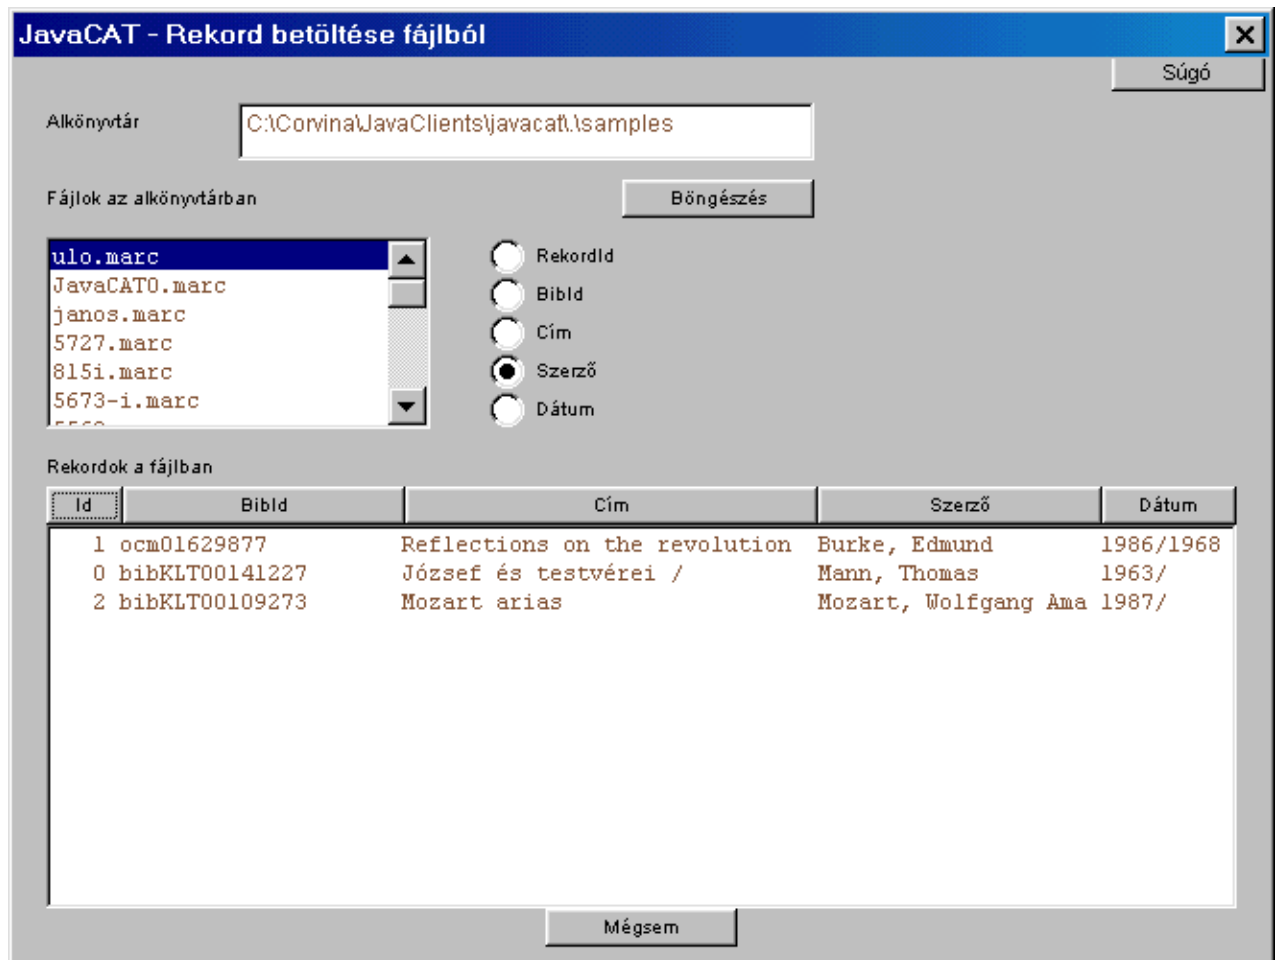 JavaCAT - Rekord betöltése fájlból
Súgó
Alkönyvtár
C:\Corvina\JavaClients\javacat\.\samples
Fájlok az alkönyvtárban
Böngészés
ulo.marc
JavaCAT0.marc
janos.marc
5727.marc
815i.marc
5673-i.marc
RekordId
BibId
Cím
Szerző
Dátum
Rekordok a fájlban
Id BibId Cím Szerző Dátum
1 ocm01629877 Reflections on the revolution Burke, Edmund 1986/1968
0 bibKLT00141227 József és testvérei / Mann, Thomas 1963/
2 bibKLT00109273 Mozart arias Mozart, Wolfgang Ama 1987/
Mégsem